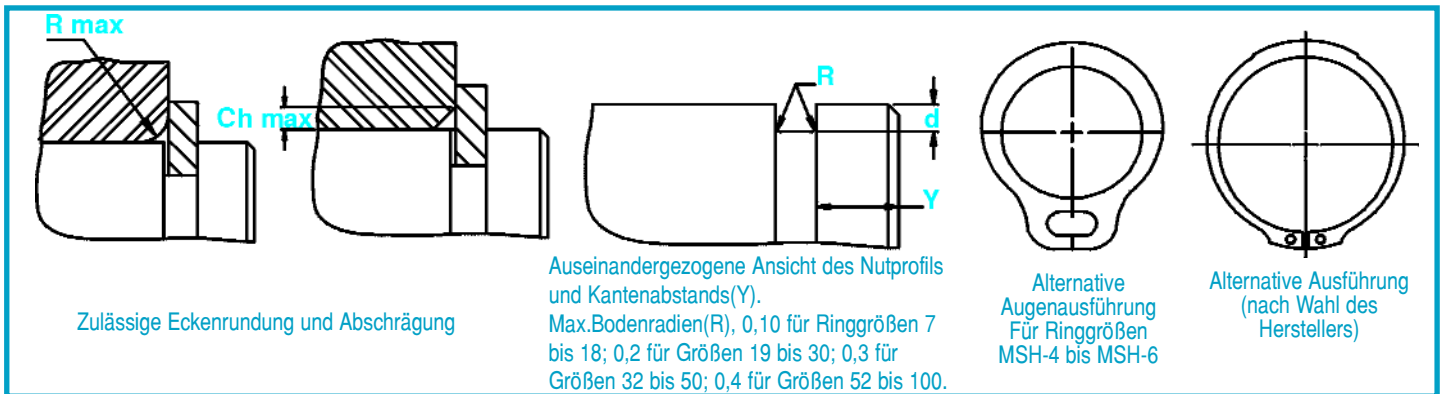 R max
Ch max
R
d
Y
Zulässige Eckenrundung und Abschrägung
Auseinandergezogene Ansicht des Nutprofils
und Kantenabstands(Y).
Max.Bodenradien(R), 0,10 für Ringgrößen 7
bis 18; 0,2 für Größen 19 bis 30; 0,3 für
Größen 32 bis 50; 0,4 für Größen 52 bis 100.
Alternative
Augenausführung
Für Ringgrößen
MSH-4 bis MSH-6
Alternative Ausführung
(nach Wahl des
Herstellers)